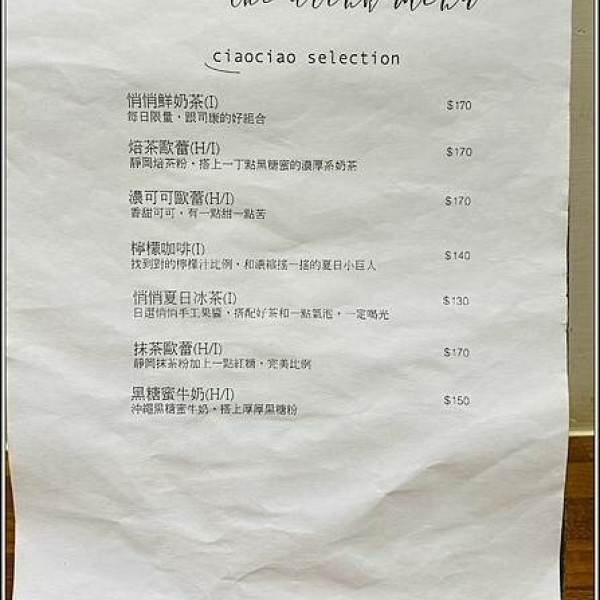 the drink menu
ciaociao selection
悄悄鮮奶茶(I) $170
每日限量，跟司康的好組合
焙茶歐蕾(H/I) $170
靜岡焙茶粉，搭上一丁點黑糖蜜的濃厚系奶茶
濃可可歐蕾(H/I) $170
香甜可可，有一點甜一點苦
檸檬咖啡(I) $140
找到對的檸檬汁比例，和濃縮搖一搖的夏日小巨人
悄悄夏日冰茶(I) $130
日選悄悄手工果醬，搭配好茶和一點氣泡，一定喝光
抹茶歐蕾(H/I) $170
靜岡抹茶粉加上一點紅糖，完美比例
黑糖蜜牛奶(H/I) $150
沖繩黑糖蜜牛奶，搭上厚厚黑糖粉